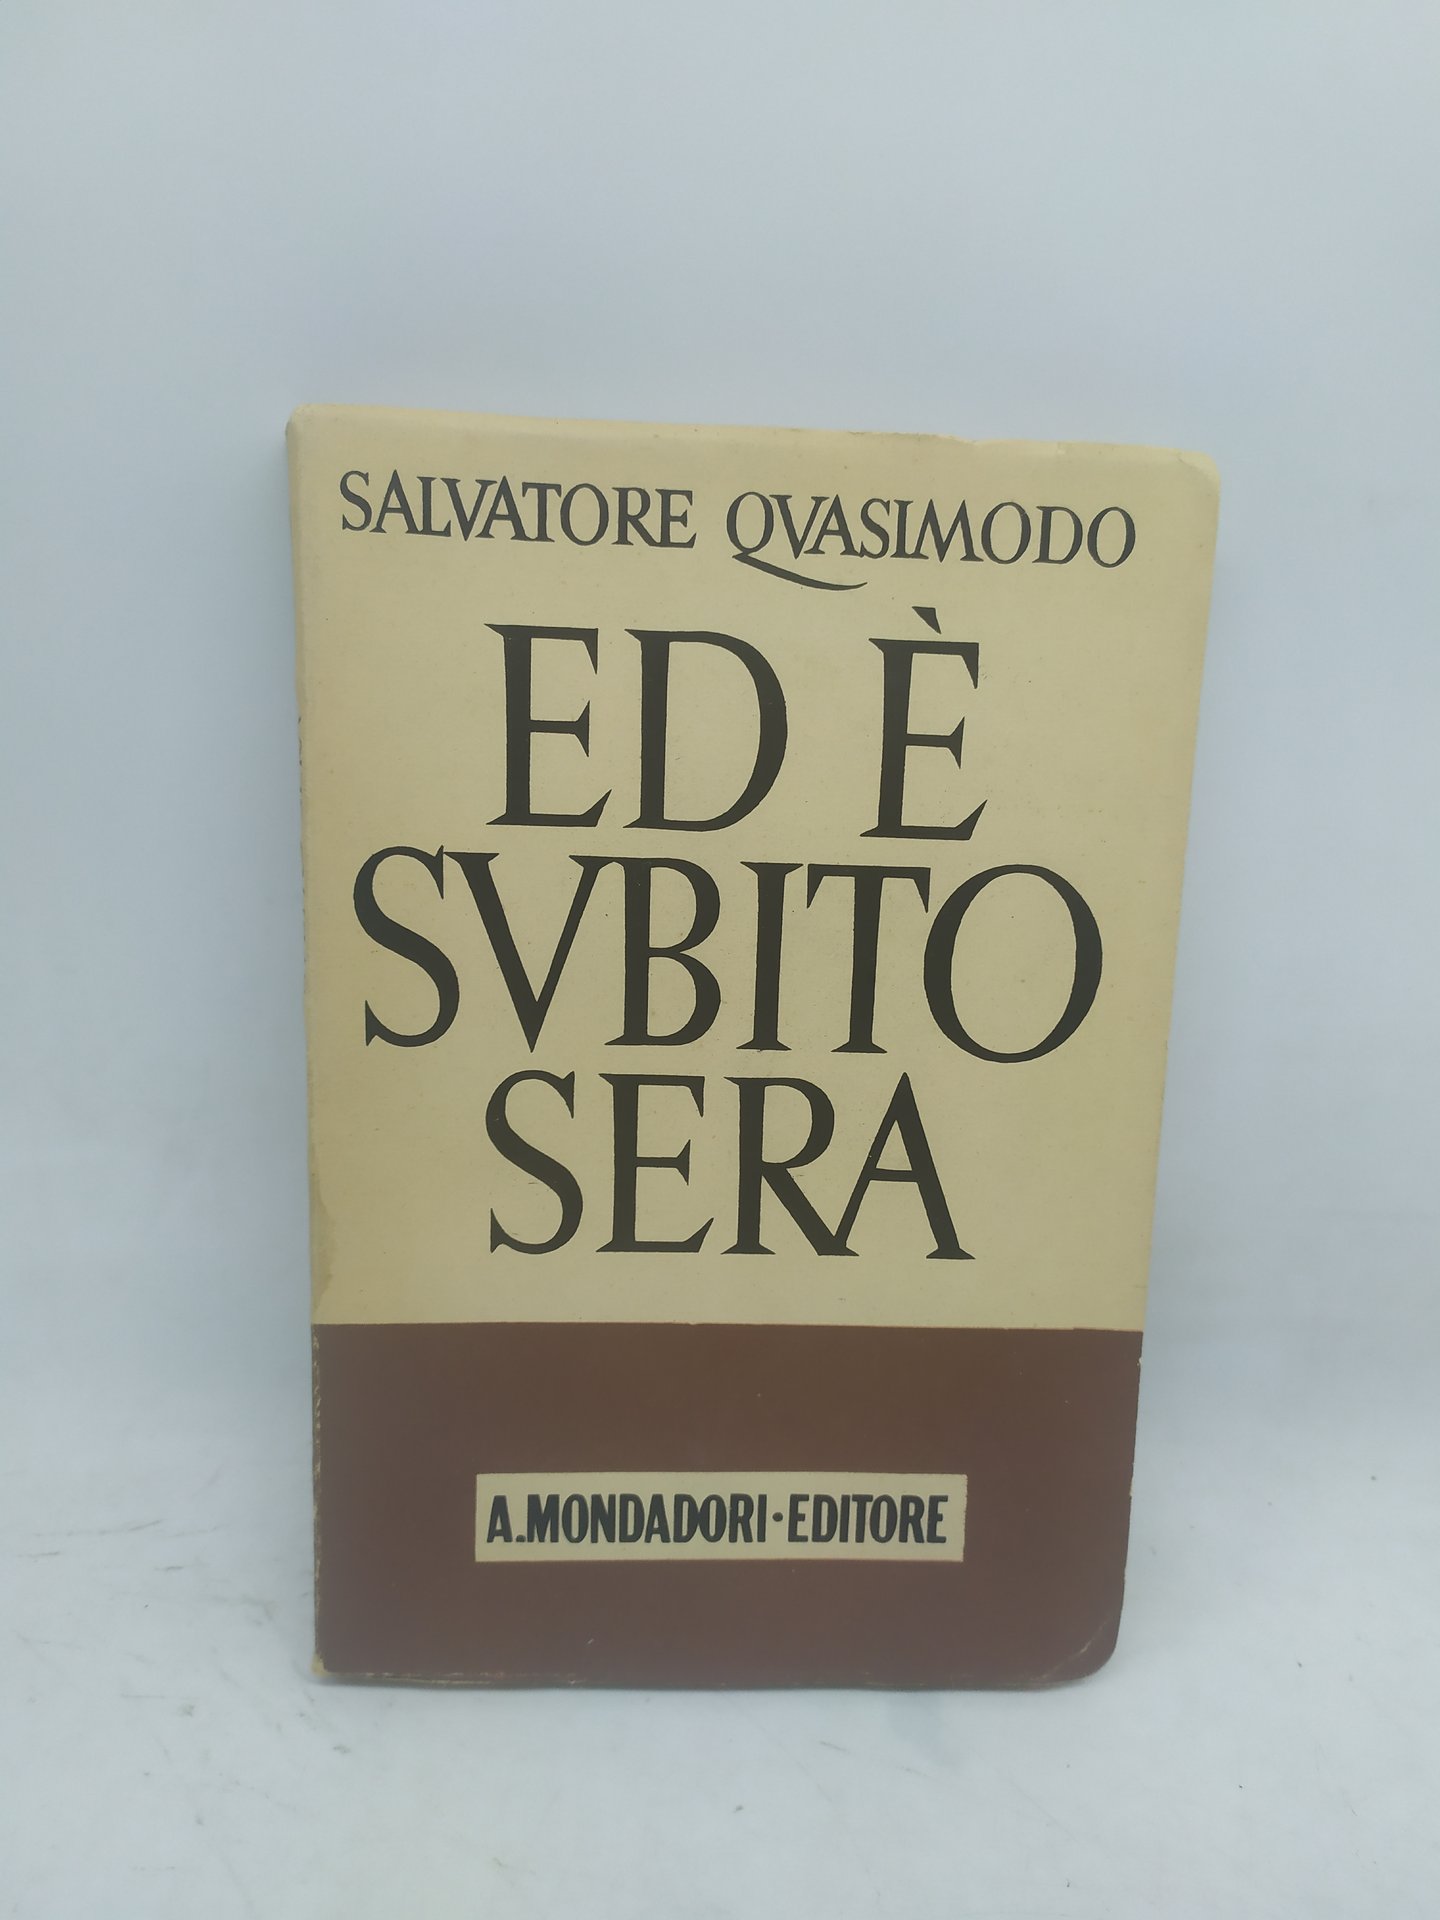 SALVATORE QVASIMODO
ED È
SVBITO
SERA
A.MONDADORI·EDITORE